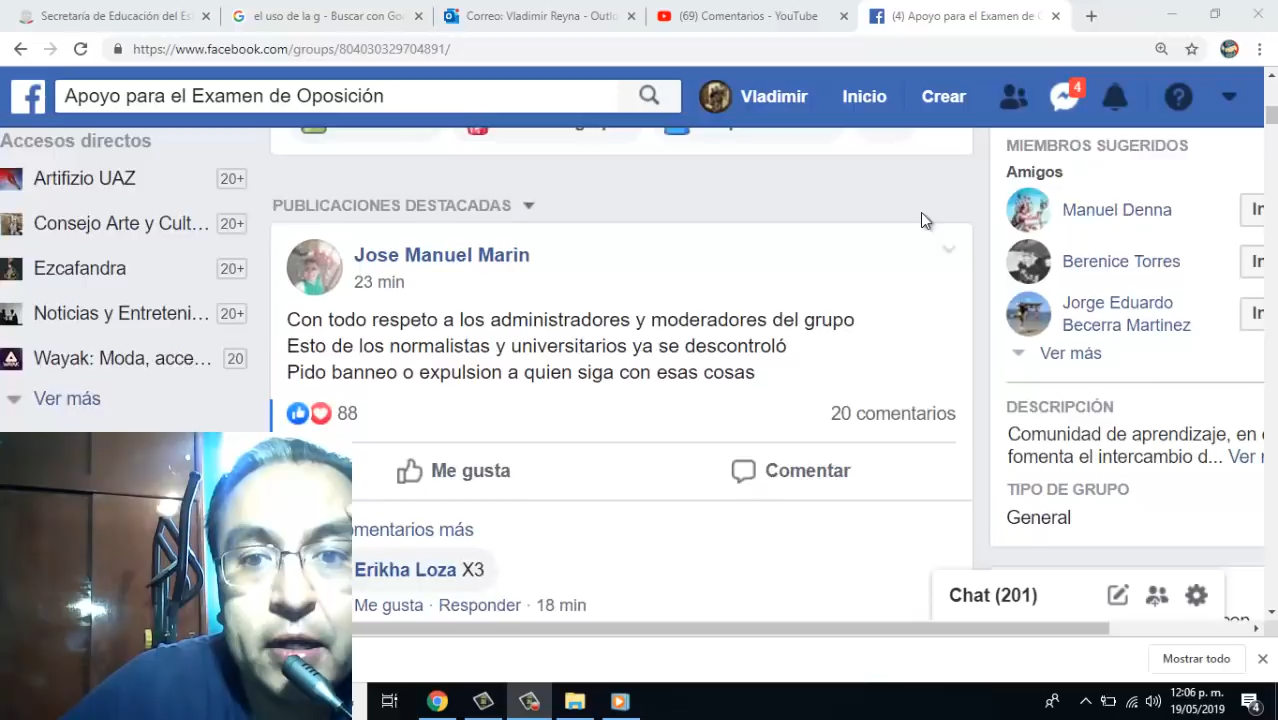 Secretaría de Educación del Es
el uso de la g - Buscar con Goo
Correo: Vladimir Reyna - Outlo
(69) Comentarios - YouTube
(4) Apoyo para el Examen de O
https://www.facebook.com/groups/804030329704891/
Apoyo para el Examen de Oposición
Vladimir
Inicio
Crear
4
Accesos directos
Artifizio UAZ 20+
Consejo Arte y Cult... 20+
Ezcafandra 20+
Noticias y Entreteni... 20+
Wayak: Moda, acce... 20
Ver más
PUBLICACIONES DESTACADAS
Jose Manuel Marin
23 min
Con todo respeto a los administradores y moderadores del grupo
Esto de los normalistas y universitarios ya se descontroló
Pido banneo o expulsion a quien siga con esas cosas
88
20 comentarios
Me gusta
Comentar
omentarios más
Erikha Loza X3
Me gusta · Responder · 18 min
MIEMBROS SUGERIDOS
Amigos
Manuel Denna In
Berenice Torres In
Jorge Eduardo
Becerra Martinez In
Ver más
DESCRIPCIÓN
Comunidad de aprendizaje, en
fomenta el intercambio d... Ver
TIPO DE GRUPO
General
Chat (201)
Mostrar todo
12:06 p. m.
19/05/2019
4